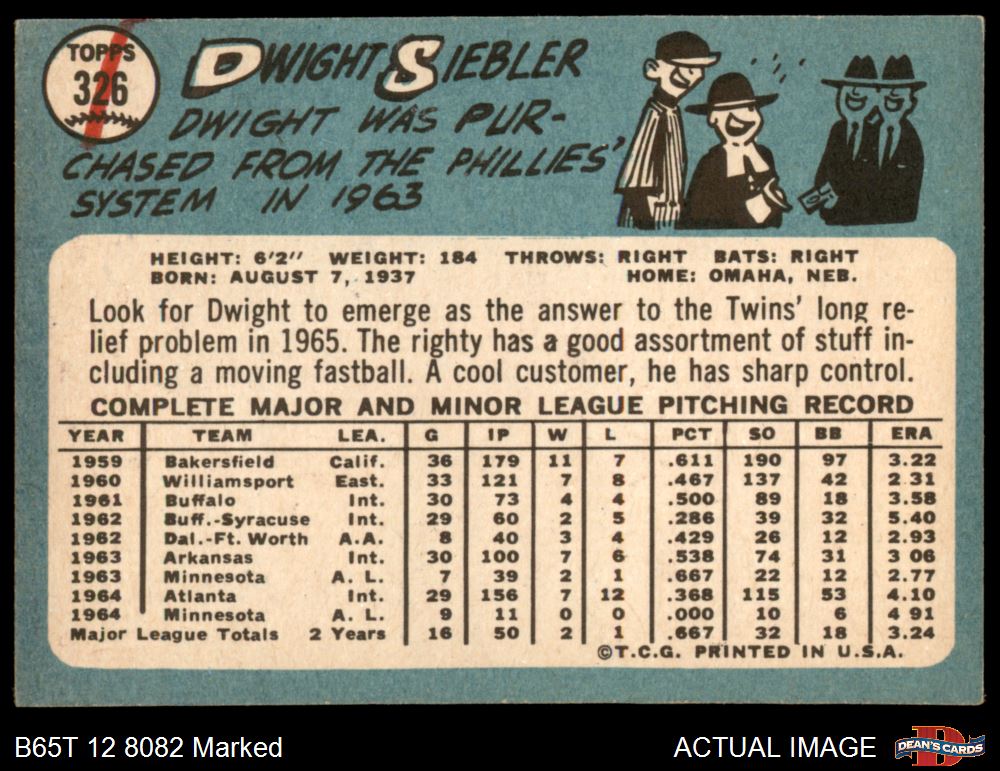 TOPPS
326
DWIGHT SIEBLER
DWIGHT WAS PUR-
CHASED FROM THE PHILLIES'
SYSTEM IN 1963
HEIGHT: 6'2" WEIGHT: 184 THROWS: RIGHT BATS: RIGHT
BORN: AUGUST 7, 1937 HOME: OMAHA, NEB.
Look for Dwight to emerge as the answer to the Twins' long re-
lief problem in 1965. The righty has a good assortment of stuff in-
cluding a moving fastball. A cool customer, he has sharp control.
COMPLETE MAJOR AND MINOR LEAGUE PITCHING RECORD
YEAR TEAM LEA. G IP W L PCT SO BB ERA
1959 Bakersfield Calif. 36 179 11 7 .611 190 97 3.22
1960 Williamsport East. 33 121 7 8 .467 137 42 2.31
1961 Buffalo Int. 30 73 4 4 .500 89 18 3.58
1962 Buff.-Syracuse Int. 29 60 2 5 .286 39 32 5.40
1962 Dal.-Ft. Worth A.A. 8 40 3 4 .429 26 12 2.93
1963 Arkansas Int. 30 100 7 6 .538 74 31 3 06
1963 Minnesota A. L. 7 39 2 1 .667 22 12 2.77
1964 Atlanta Int. 29 156 7 12 .368 115 53 4.10
1964 Minnesota A. L. 9 11 0 0 .000 10 6 4 91
Major League Totals 2 Years 16 50 2 1 .667 32 18 3.24
©T.C.G. PRINTED IN U.S.A.
B65T 12 8082 Marked ACTUAL IMAGE DEAN'S CARDS